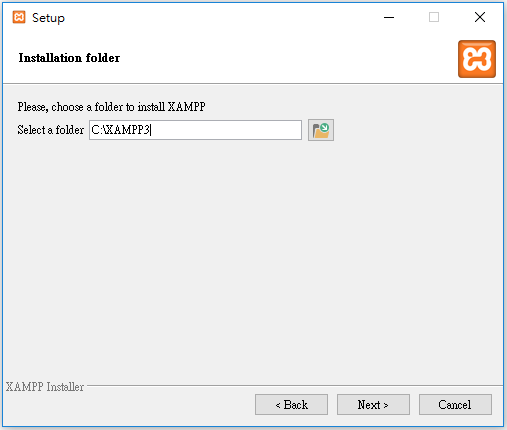 Setup
Installation folder
Please, choose a folder to install XAMPP
Select a folder C:\XAMPP3
XAMPP Installer
< Back Next > Cancel